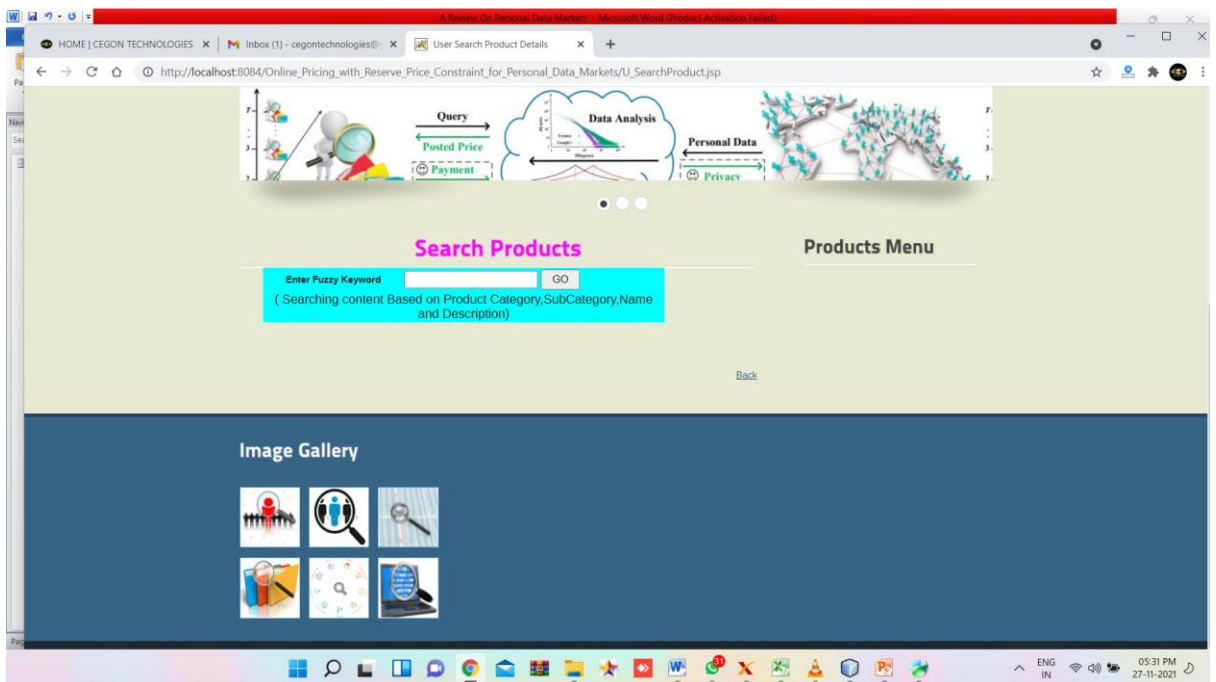 A Review On Personal Data Markets - Microsoft Word (Product Activation Failed)
HOME | CEGON TECHNOLOGIES
Inbox (1) - cegontechnologies@
User Search Product Details
http://localhost:8084/Online_Pricing_with_Reserve_Price_Constraint_for_Personal_Data_Markets/U_SearchProduct.jsp
Query
Posted Price
Payment
Data Analysis
Personal Data
Privacy
Search Products
Products Menu
Enter Fuzzy Keyword
GO
( Searching content Based on Product Category,SubCategory,Name
and Description)
Back
Image Gallery
ENG
IN
05:31 PM
27-11-2021